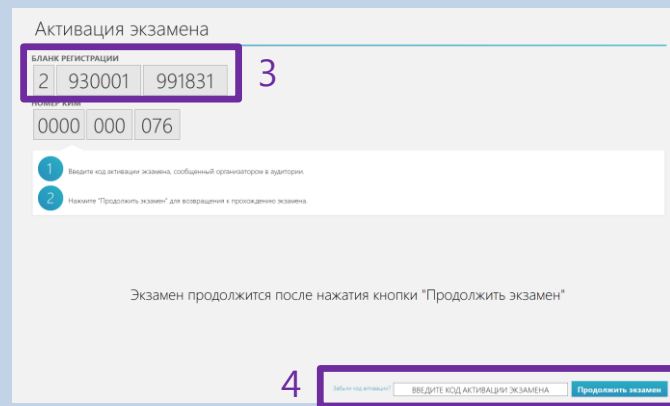 Активация экзамена
БЛАНК РЕГИСТРАЦИИ
2 930001 991831
3
НОМЕР КИМ
0000 000 076
1 Введите код активации экзамена, сообщенный организатором в аудитории.
2 Нажмите "Продолжить экзамен" для возвращения к прохождению экзамена.
Экзамен продолжится после нажатия кнопки "Продолжить экзамен"
4
Забыли код активации? ВВЕДИТЕ КОД АКТИВАЦИИ ЭКЗАМЕНА Продолжить экзамен